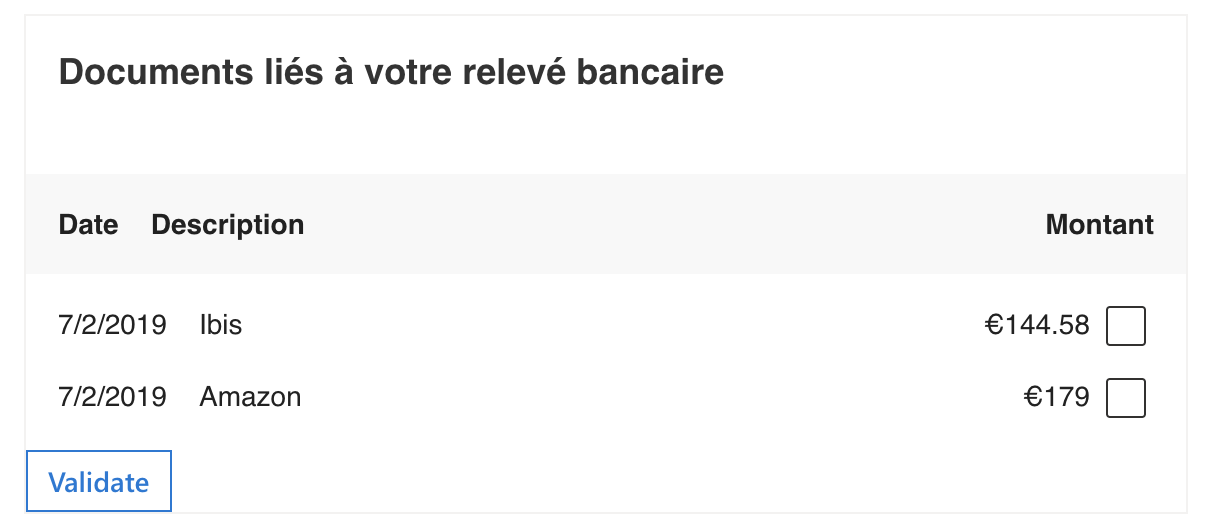 Documents liés à votre relevé bancaire
Date Description Montant
7/2/2019 Ibis €144.58
7/2/2019 Amazon €179
Validate